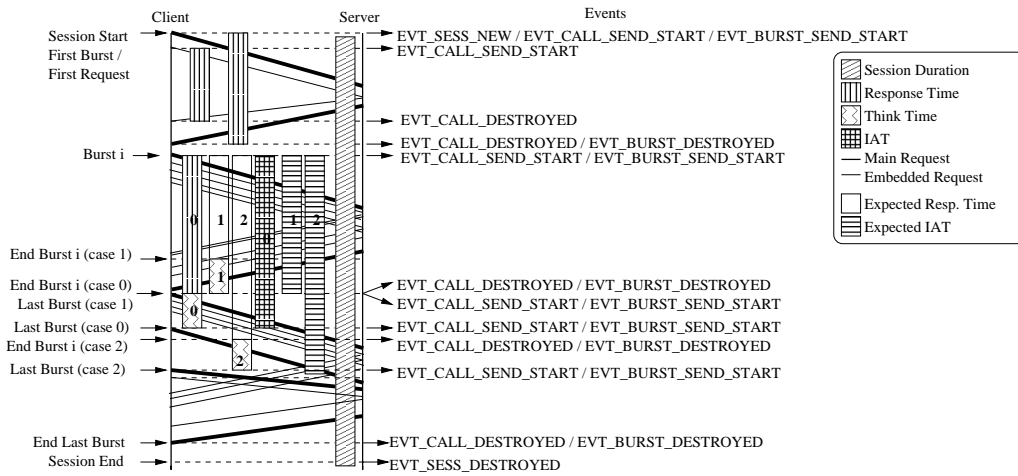 Client
Server
Events
Session Start
EVT_SESS_NEW / EVT_CALL_SEND_START / EVT_BURST_SEND_START
First Burst /
First Request
EVT_CALL_SEND_START
EVT_CALL_DESTROYED
EVT_CALL_DESTROYED / EVT_BURST_DESTROYED
Burst i
EVT_CALL_SEND_START / EVT_BURST_SEND_START
0
1
2
0
1
2
End Burst i (case 1)
1
End Burst i (case 0)
EVT_CALL_DESTROYED / EVT_BURST_DESTROYED
Last Burst (case 1)
EVT_CALL_SEND_START / EVT_BURST_SEND_START
0
Last Burst (case 0)
EVT_CALL_SEND_START / EVT_BURST_SEND_START
End Burst i (case 2)
EVT_CALL_DESTROYED / EVT_BURST_DESTROYED
2
Last Burst (case 2)
EVT_CALL_SEND_START / EVT_BURST_SEND_START
End Last Burst
EVT_CALL_DESTROYED / EVT_BURST_DESTROYED
Session End
EVT_SESS_DESTROYED
Session Duration
Response Time
Think Time
IAT
Main Request
Embedded Request
Expected Resp. Time
Expected IAT